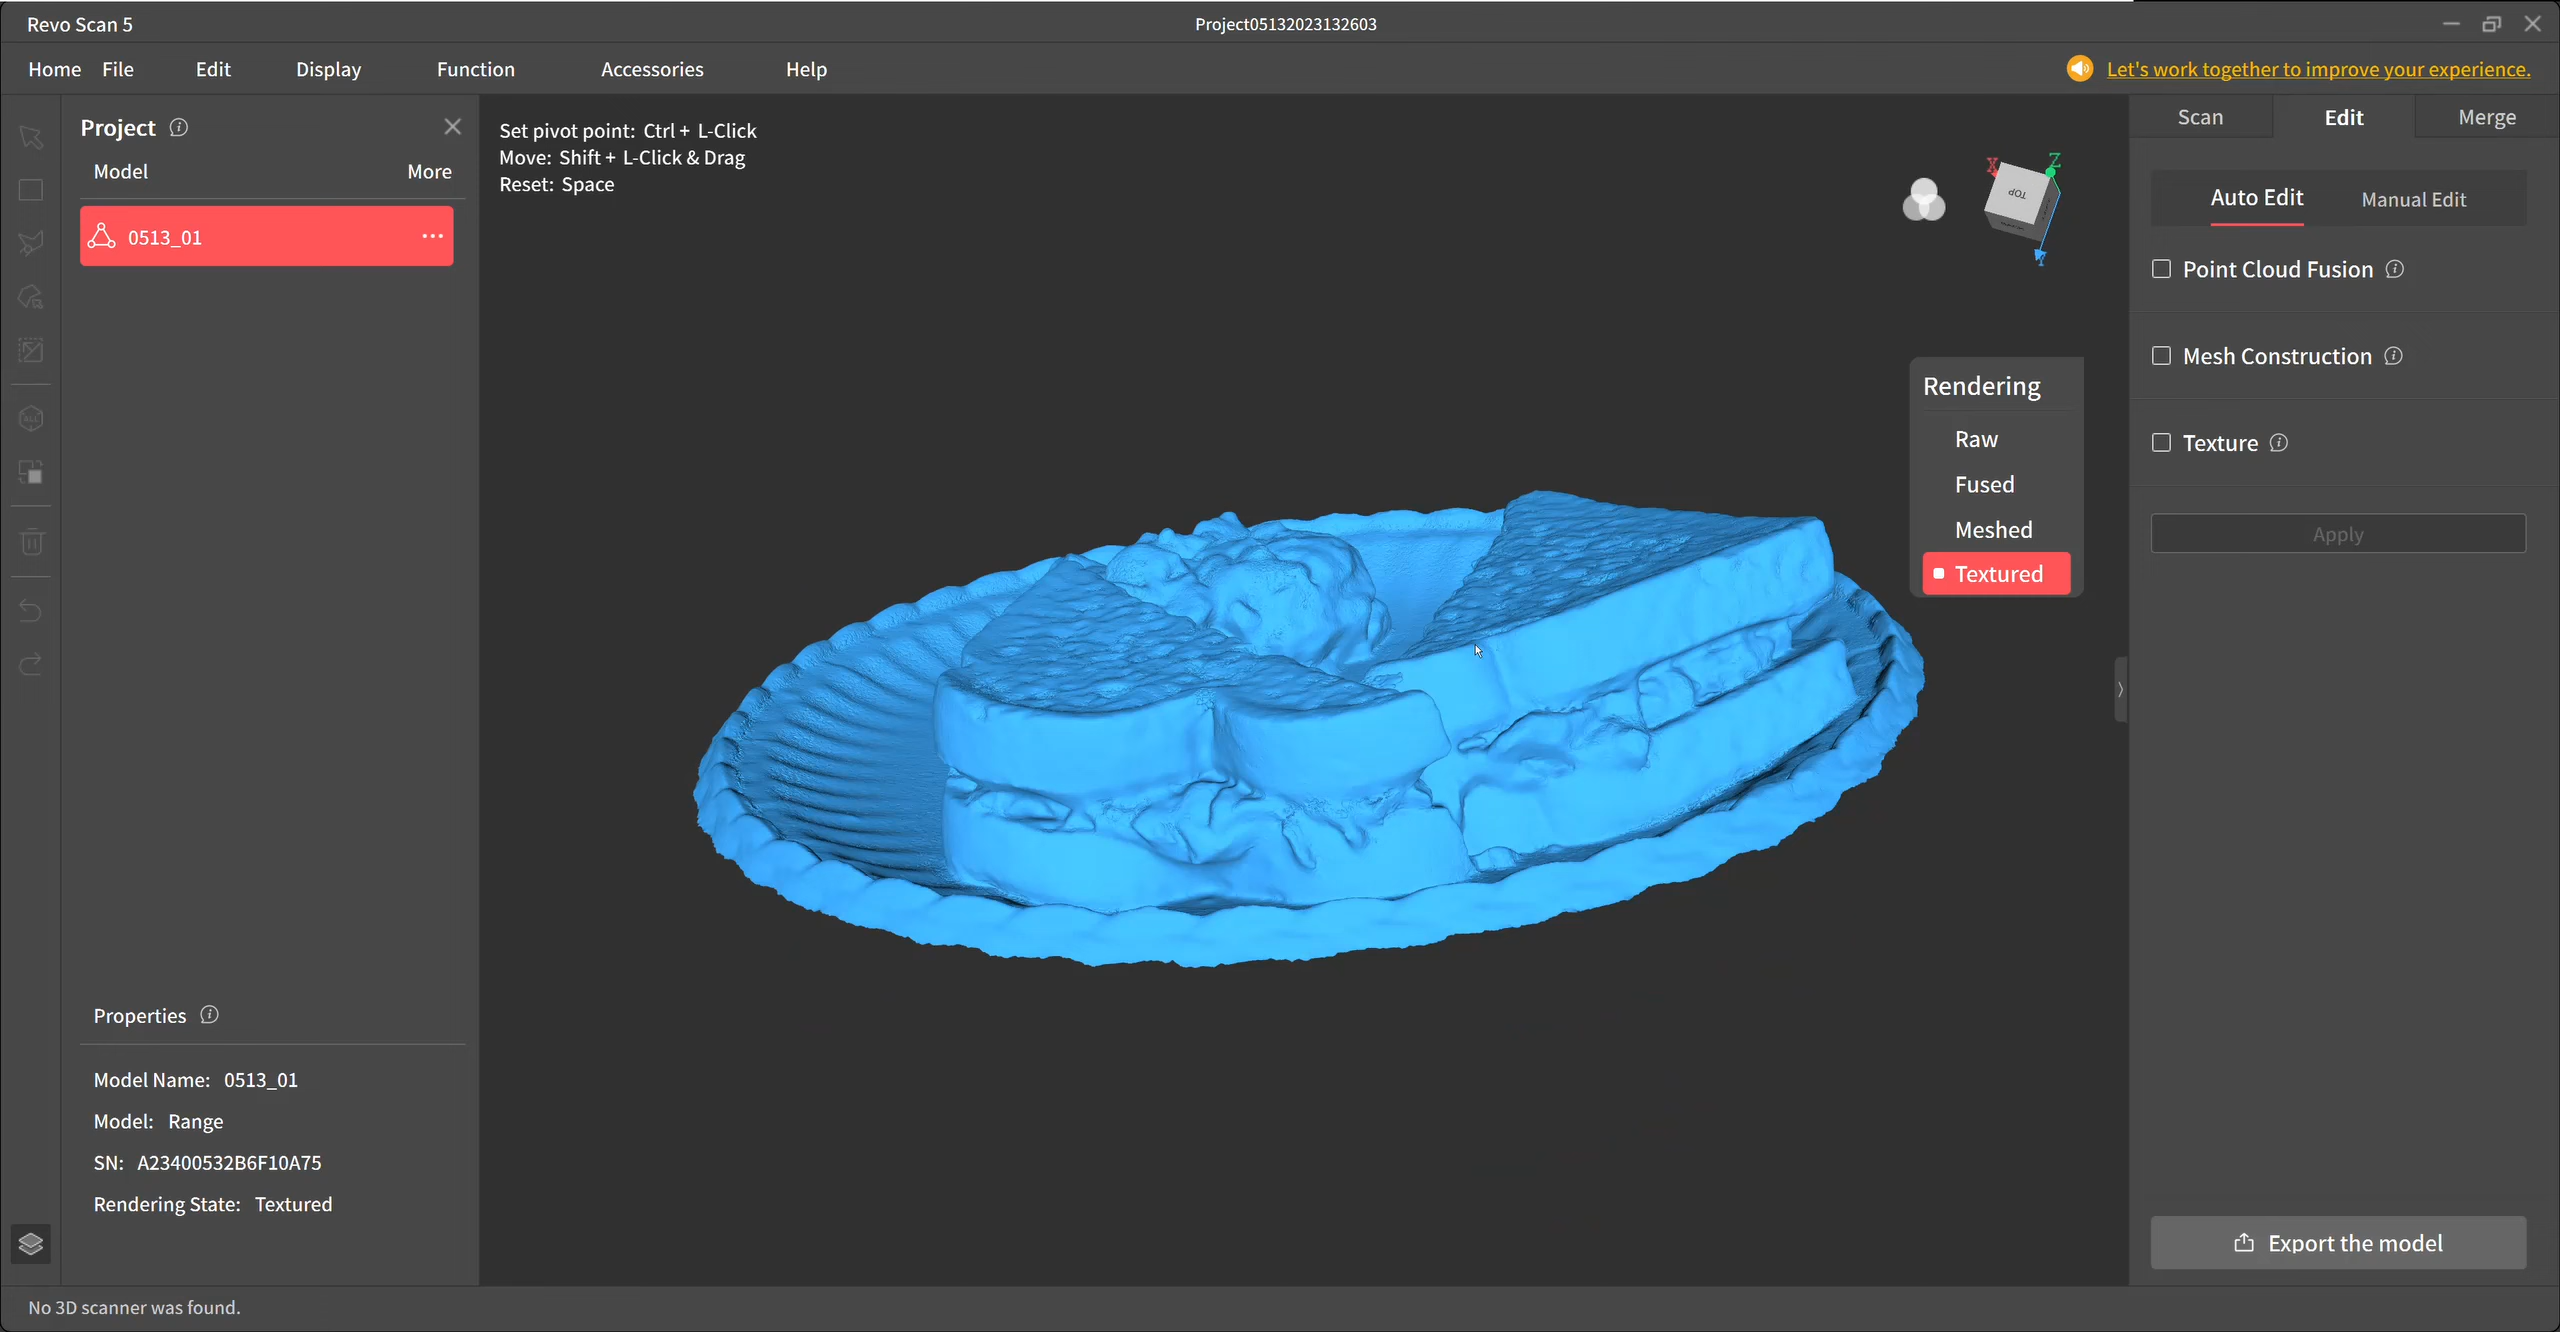 Revo Scan 5
Project05132023132603
Home File Edit Display Function Accessories Help
Let's work together to improve your experience.
Project
Model More
0513_01
Properties
Model Name: 0513_01
Model: Range
SN: A23400532B6F10A75
Rendering State: Textured
Set pivot point: Ctrl + L-Click
Move: Shift + L-Click & Drag
Reset: Space
X
Z
TOP
Y
Rendering
Raw
Fused
Meshed
Textured
Scan Edit Merge
Auto Edit Manual Edit
Point Cloud Fusion
Mesh Construction
Texture
Apply
Export the model
No 3D scanner was found.